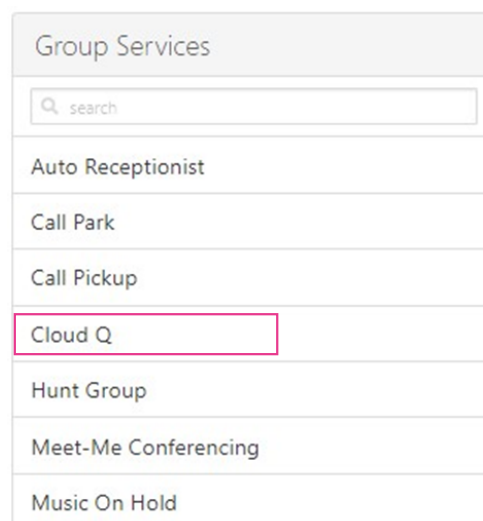 Group Services
search
Auto Receptionist
Call Park
Call Pickup
Cloud Q
Hunt Group
Meet-Me Conferencing
Music On Hold